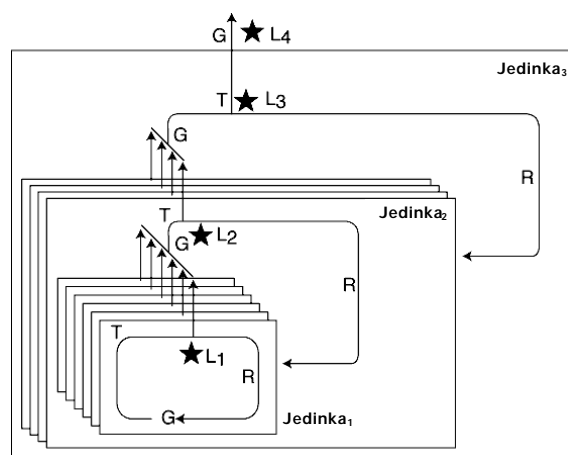 G ★ L4
Jedinka3
T ★ L3
G
R
Jedinka2
T
G ★ L2
R
T
★ L1
R
G
Jedinka1